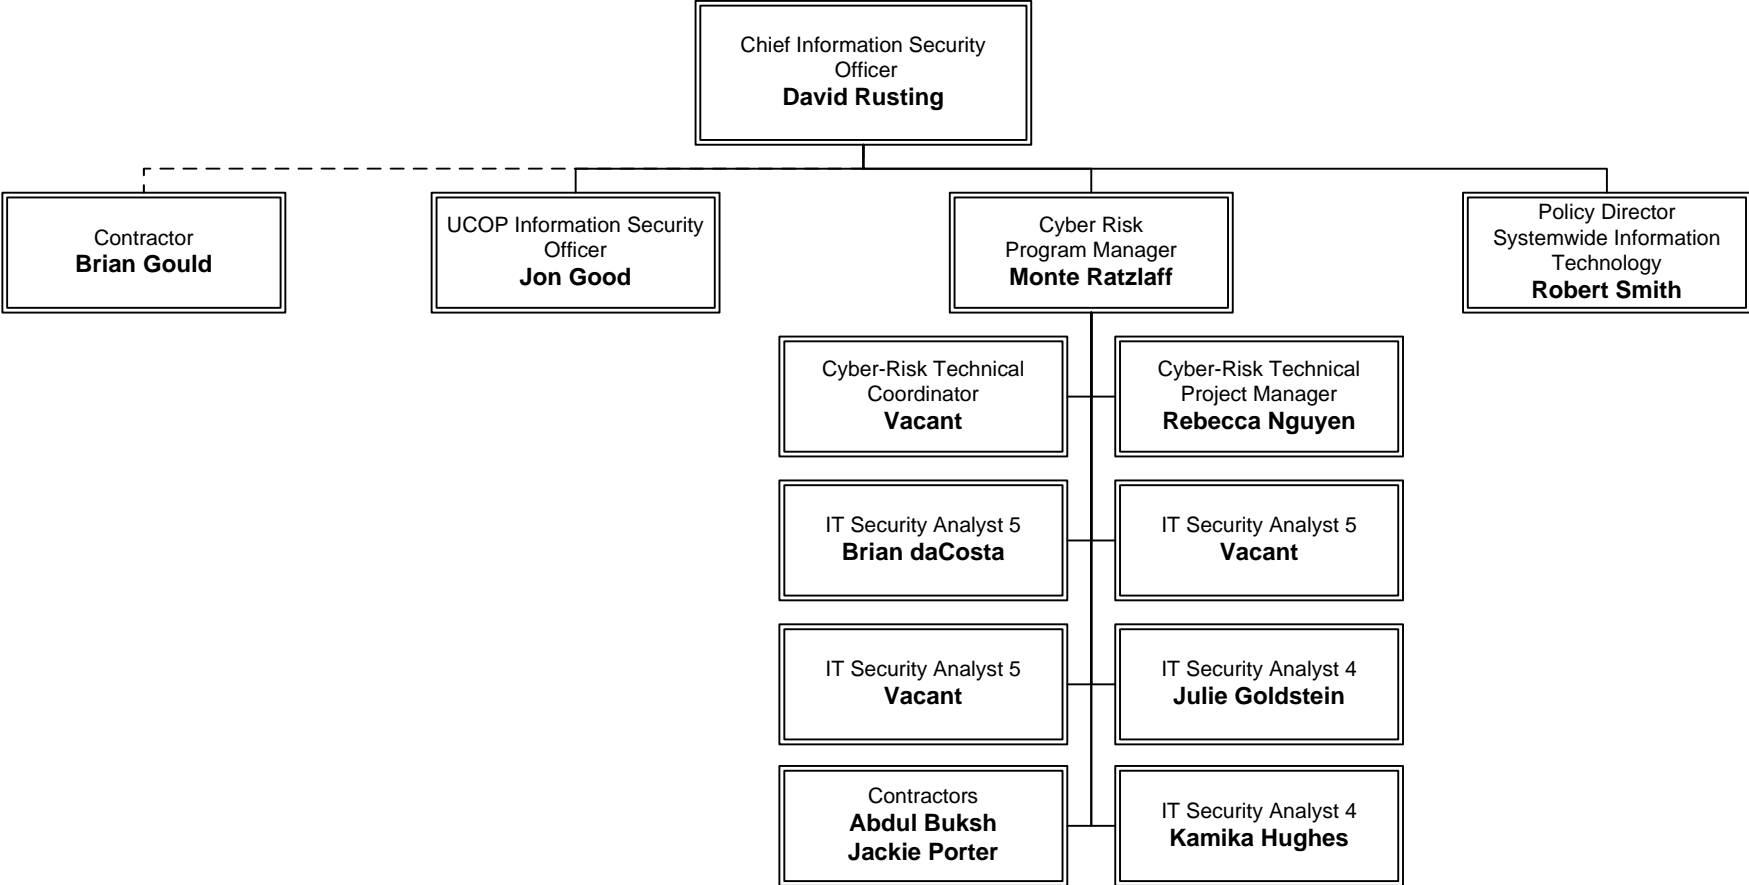 Chief Information Security
Officer
David Rusting
Contractor
Brian Gould
UCOP Information Security
Officer
Jon Good
Cyber Risk
Program Manager
Monte Ratzlaff
Policy Director
Systemwide Information
Technology
Robert Smith
Cyber-Risk Technical
Coordinator
Vacant
Cyber-Risk Technical
Project Manager
Rebecca Nguyen
IT Security Analyst 5
Brian daCosta
IT Security Analyst 5
Vacant
IT Security Analyst 5
Vacant
IT Security Analyst 4
Julie Goldstein
Contractors
Abdul Buksh
Jackie Porter
IT Security Analyst 4
Kamika Hughes